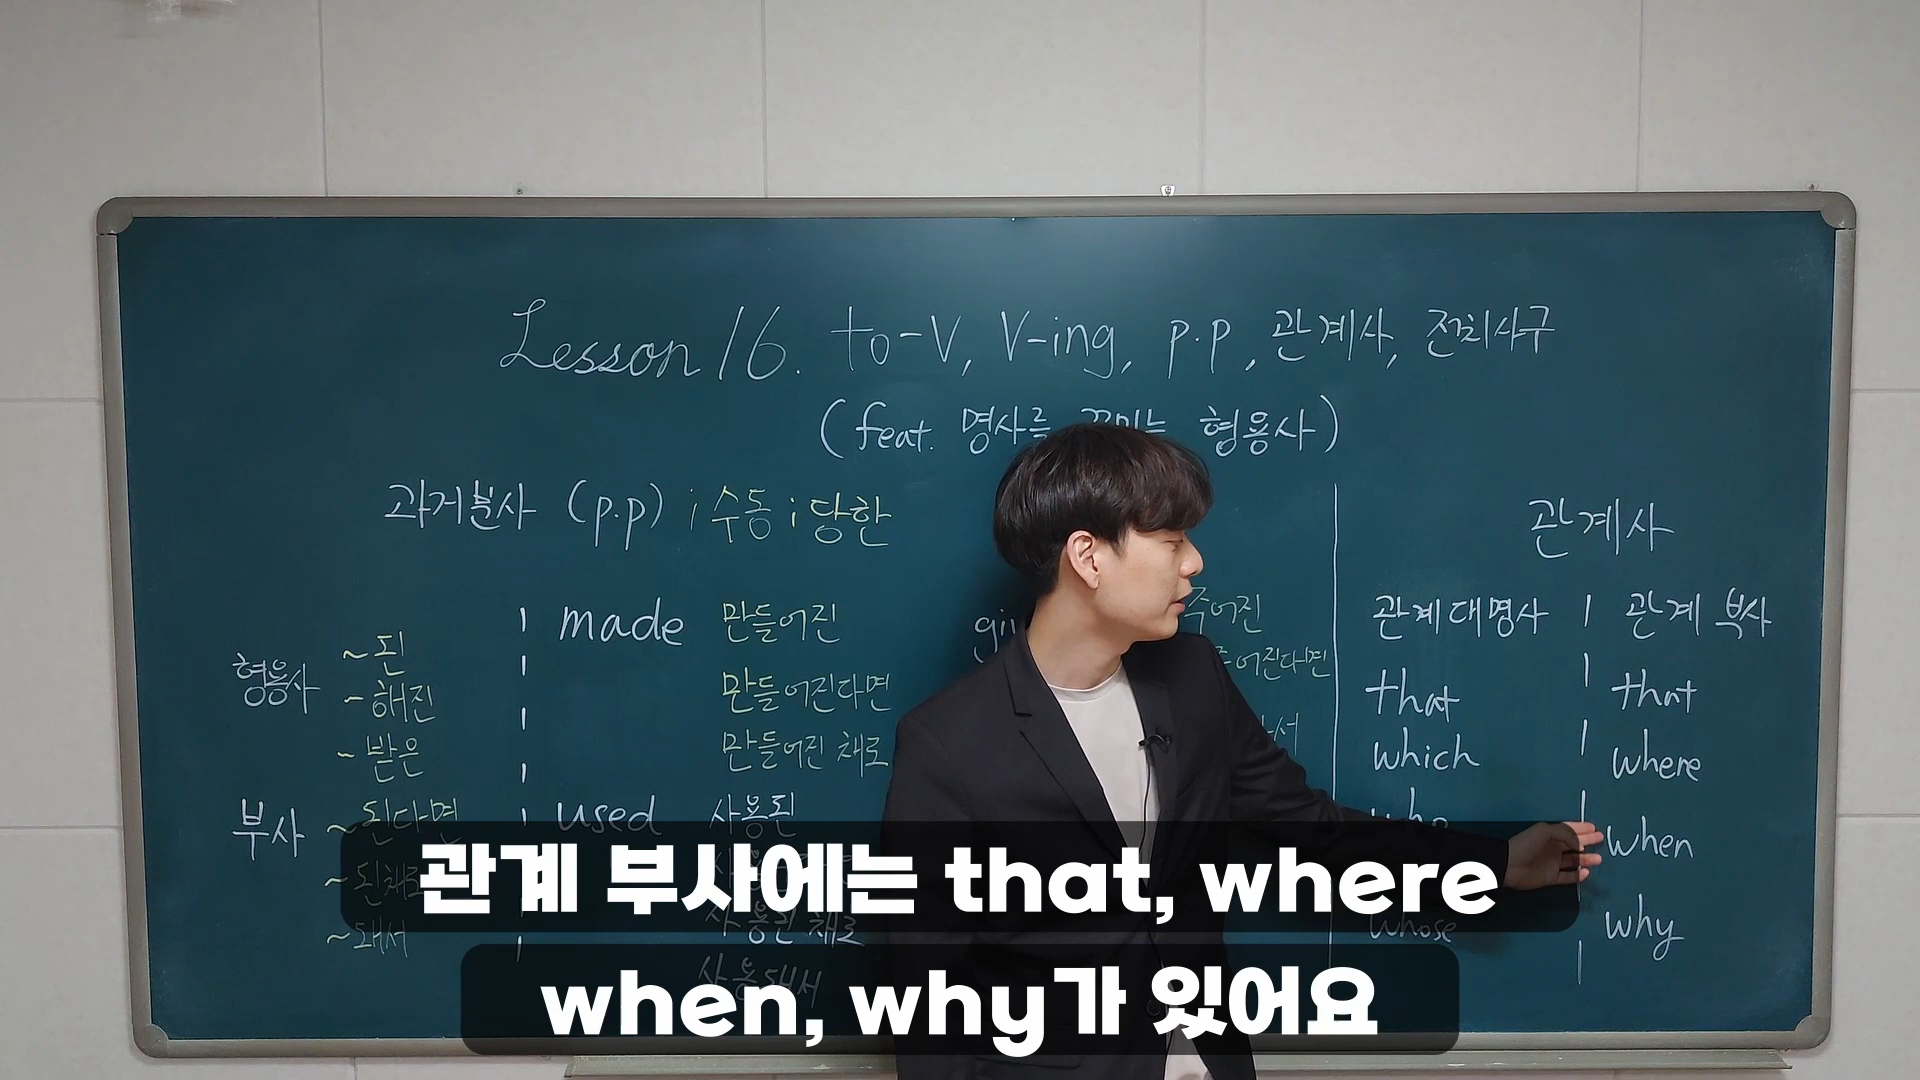 Lesson 16. to-V, V-ing, p.p, 관계사, 전치사구
(feat. 명사를 꾸미는 형용사)
과거분사 (p.p) ; 수동 ; 당한
형용사
~된
~해진
~받은
부사
~된다면
~된채로
~돼서
made 만들어진
만들어진다면
만들어진 채로
used 사용된
사용된 채로
사용돼서
관계사
관계대명사
that
which
who
whose
관계 부사
that
where
when
why
관계 부사에는 that, where
when, why가 있어요